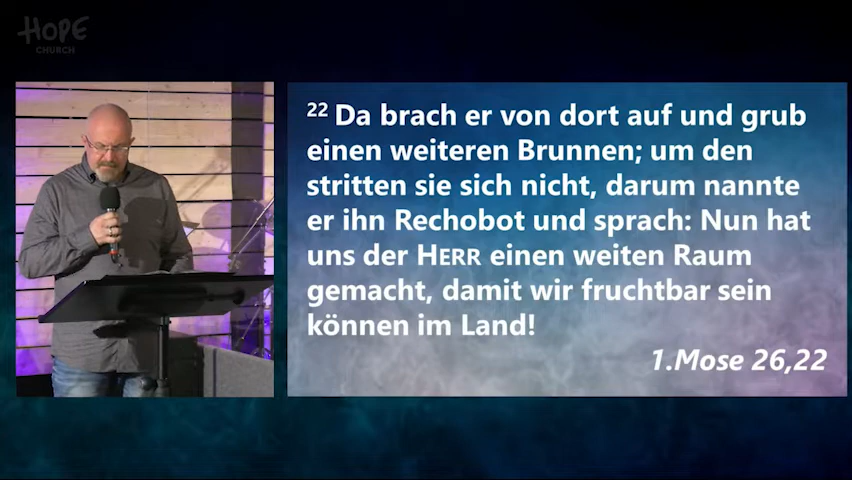 HOPE
CHURCH
22 Da brach er von dort auf und grub
einen weiteren Brunnen; um den
stritten sie sich nicht, darum nannte
er ihn Rechobot und sprach: Nun hat
uns der HERR einen weiten Raum
gemacht, damit wir fruchtbar sein
können im Land!
1.Mose 26,22